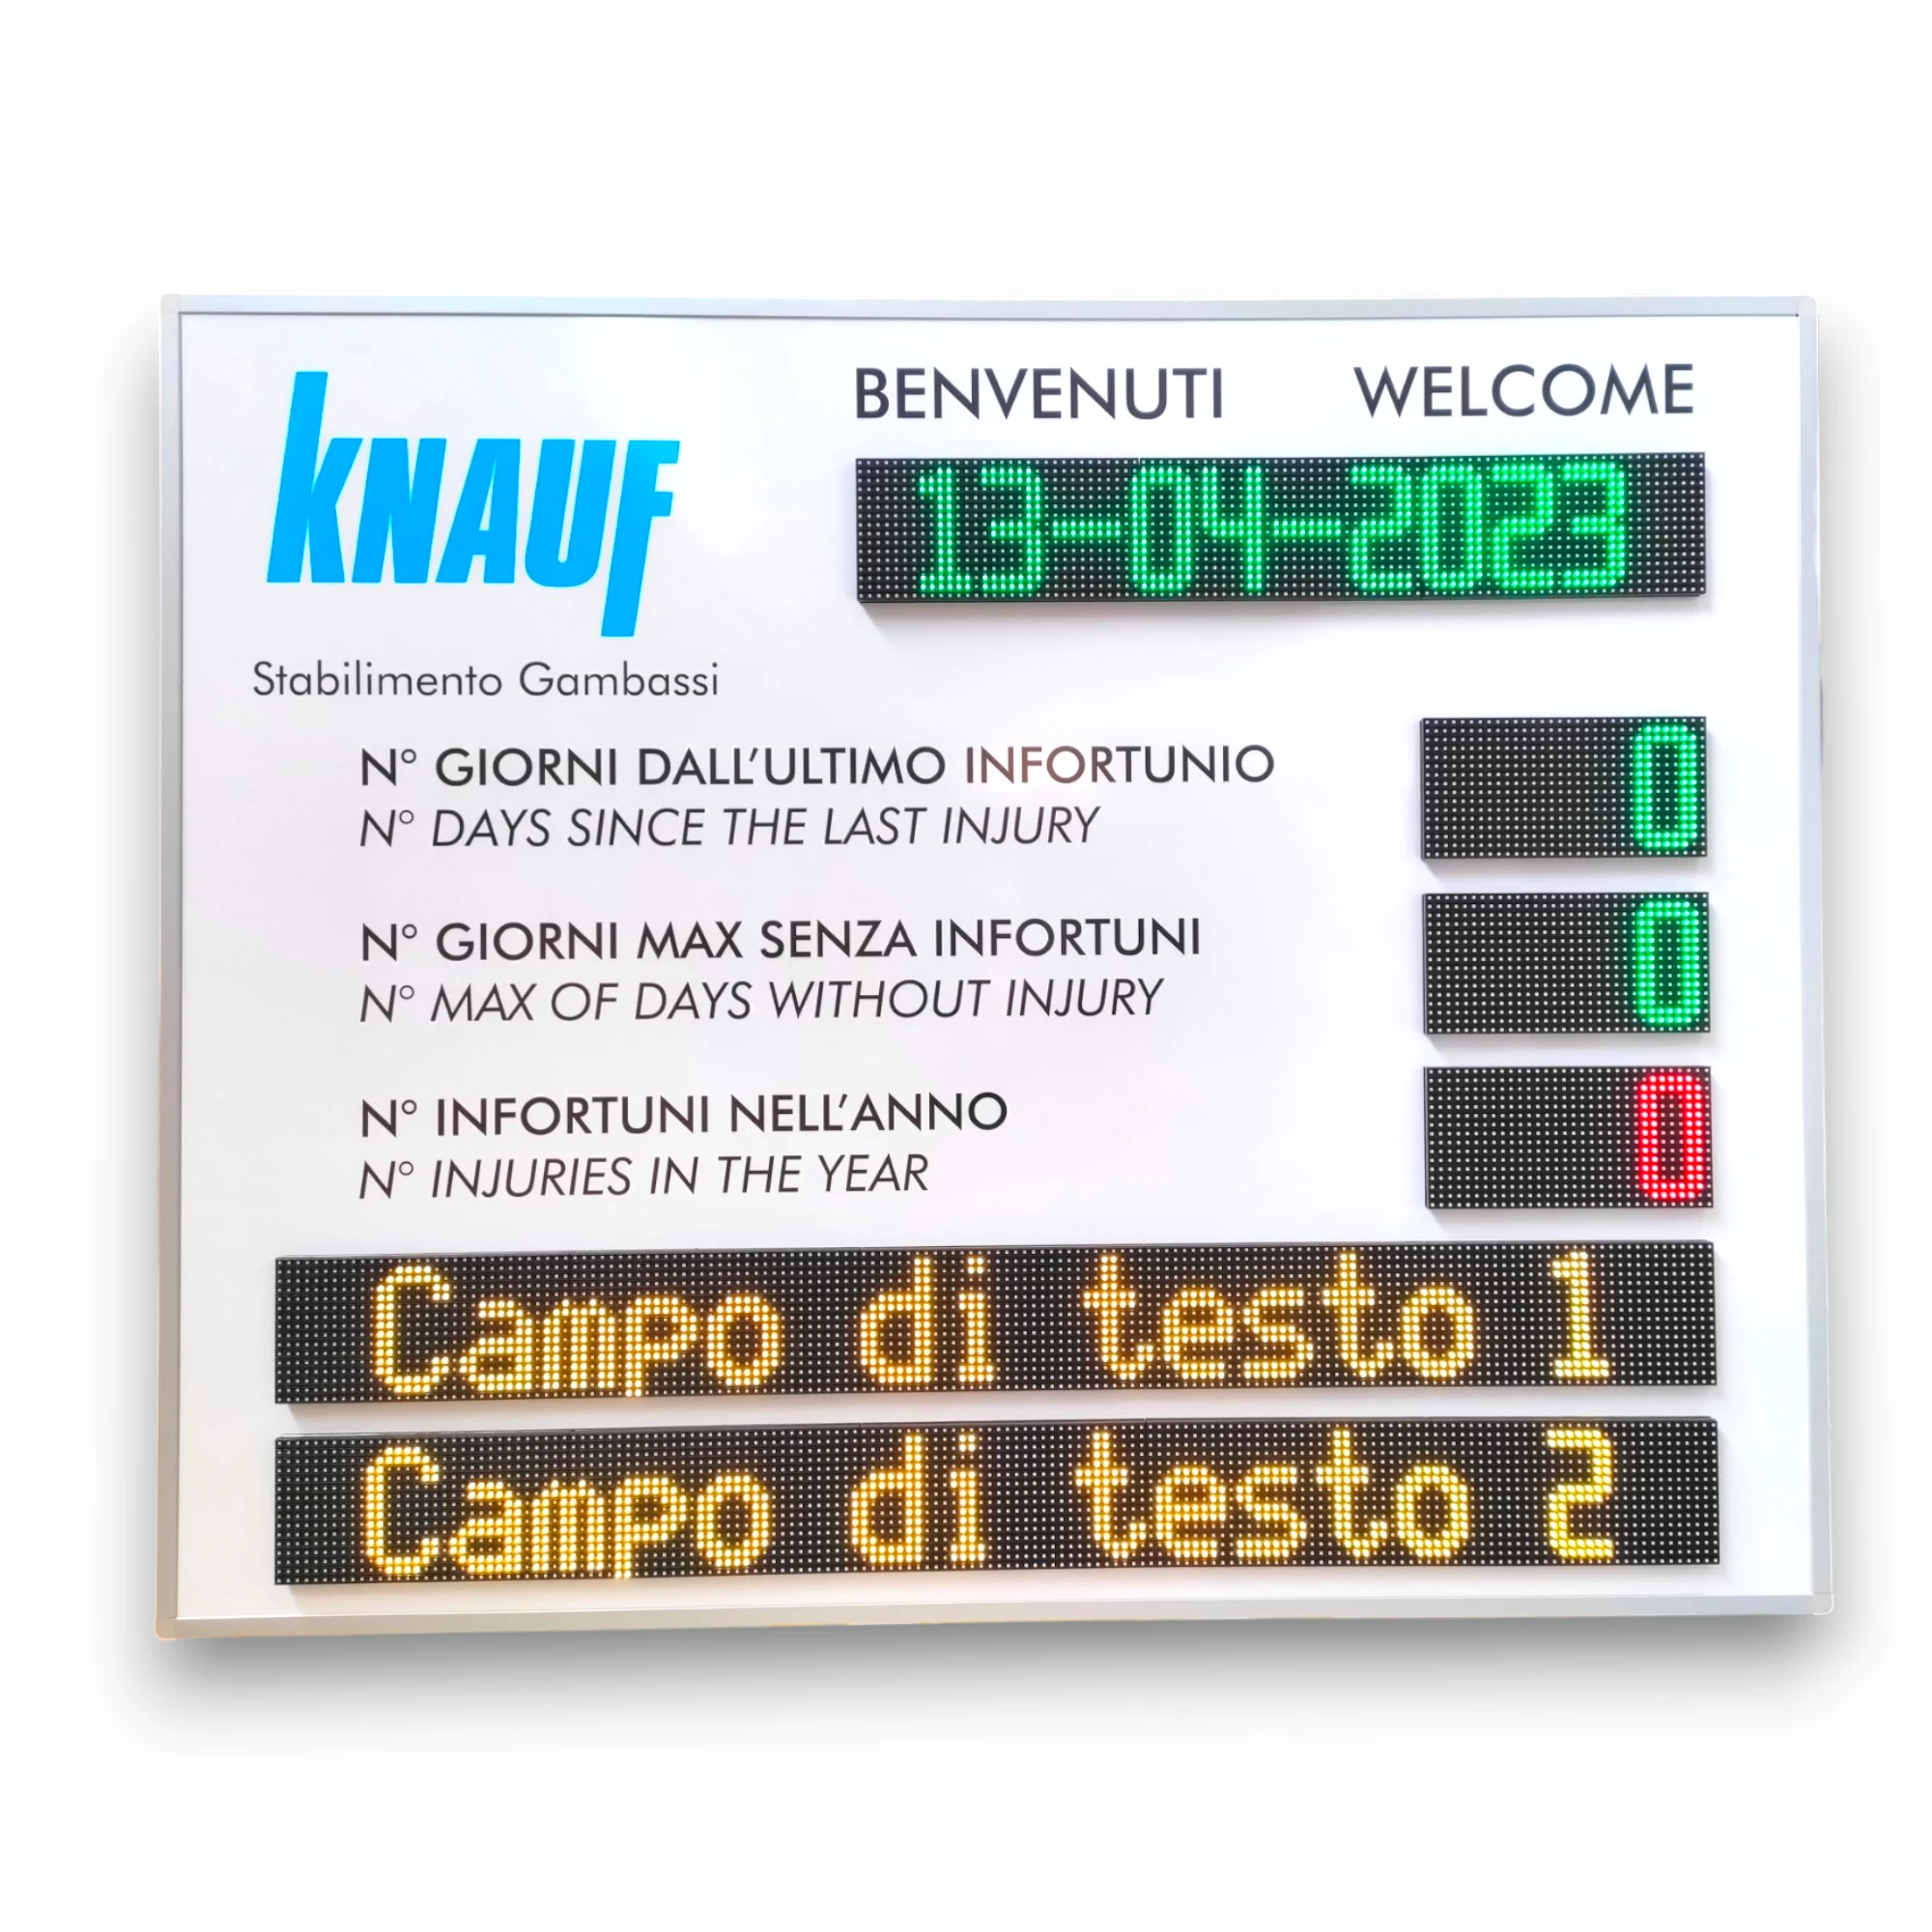 KNAUF
Stabilimento Gambassi
BENVENUTI WELCOME
13-04-2023
N° GIORNI DALL'ULTIMO INFORTUNIO 0
N° DAYS SINCE THE LAST INJURY
N° GIORNI MAX SENZA INFORTUNI 0
N° MAX OF DAYS WITHOUT INJURY
N° INFORTUNI NELL'ANNO 0
N° INJURIES IN THE YEAR
Campo di testo 1
Campo di testo 2